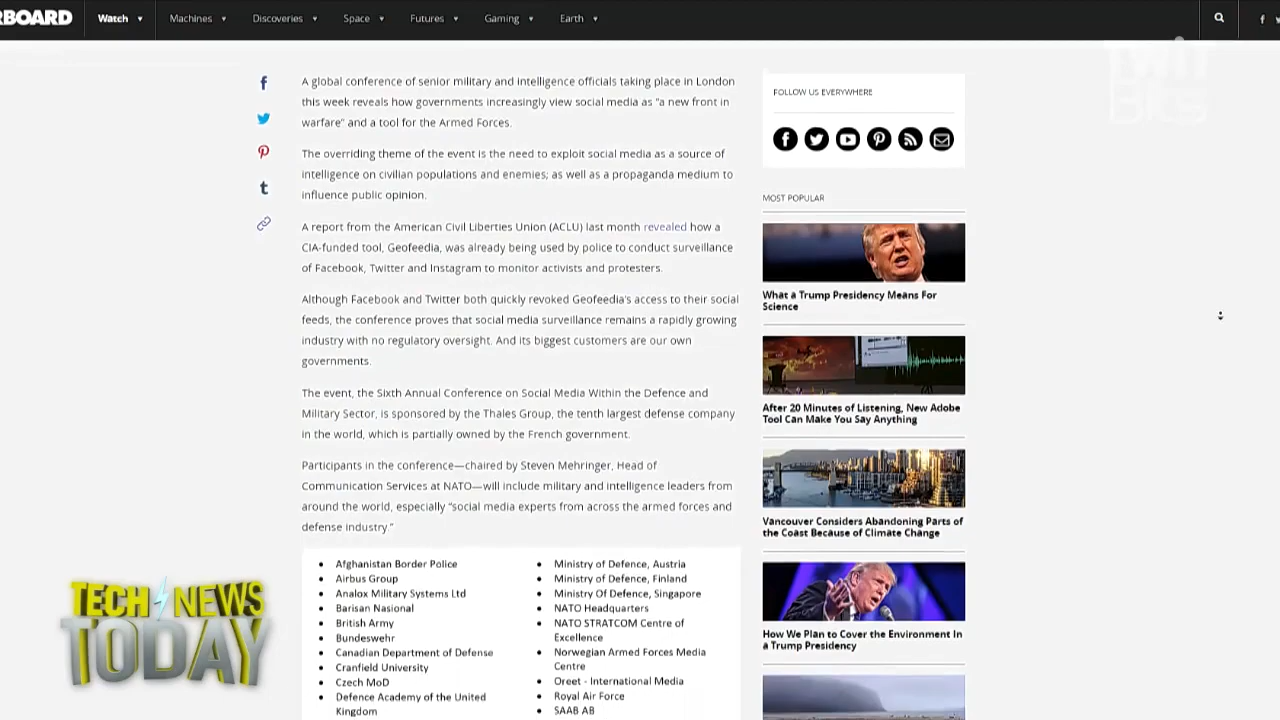 RBOARD
Watch
Machines
Discoveries
Space
Futures
Gaming
Earth
A global conference of senior military and intelligence officials taking place in London
this week reveals how governments increasingly view social media as "a new front in
warfare" and a tool for the Armed Forces.
The overriding theme of the event is the need to exploit social media as a source of
intelligence on civilian populations and enemies; as well as a propaganda medium to
influence public opinion.
A report from the American Civil Liberties Union (ACLU) last month revealed how a
CIA-funded tool, Geofeedia, was already being used by police to conduct surveillance
of Facebook, Twitter and Instagram to monitor activists and protesters.
Although Facebook and Twitter both quickly revoked Geofeedia's access to their social
feeds, the conference proves that social media surveillance remains a rapidly growing
industry with no regulatory oversight. And its biggest customers are our own
governments.
The event, the Sixth Annual Conference on Social Media Within the Defence and
Military Sector, is sponsored by the Thales Group, the tenth largest defense company
in the world, which is partially owned by the French government.
Participants in the conference—chaired by Steven Mehringer, Head of
Communication Services at NATO—will include military and intelligence leaders from
around the world, especially "social media experts from across the armed forces and
defense industry."
Afghanistan Border Police
Airbus Group
Analox Military Systems Ltd
Barisan Nasional
British Army
Bundeswehr
Canadian Department of Defense
Cranfield University
Czech MoD
Defence Academy of the United
Kingdom
Ministry of Defence, Austria
Ministry of Defence, Finland
Ministry Of Defence, Singapore
NATO Headquarters
NATO STRATCOM Centre of
Excellence
Norwegian Armed Forces Media
Centre
Oreet - International Media
Royal Air Force
SAAB AB
FOLLOW US EVERYWHERE
MOST POPULAR
What a Trump Presidency Means For
Science
After 20 Minutes of Listening, New Adobe
Tool Can Make You Say Anything
Vancouver Considers Abandoning Parts of
the Coast Because of Climate Change
How We Plan to Cover the Environment In
a Trump Presidency
TWiT
Bits
TECH NEWS
TODAY